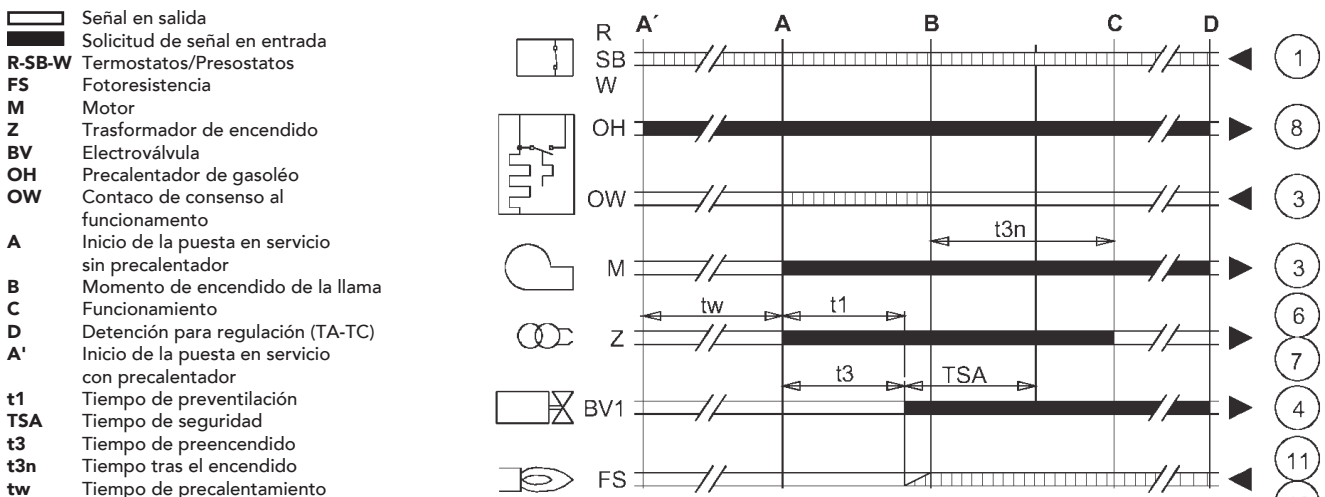 Señal en salida
Solicitud de señal en entrada
R-SB-W Termostatos/Presostatos
FS Fotoresistencia
M Motor
Z Trasformador de encendido
BV Electroválvula
OH Precalentador de gasoléo
OW Contaco de consenso al
funcionamento
A Inicio de la puesta en servicio
sin precalentador
B Momento de encendido de la llama
C Funcionamiento
D Detención para regulación (TA-TC)
A' Inicio de la puesta en servicio
con precalentador
t1 Tiempo de preventilación
TSA Tiempo de seguridad
t3 Tiempo de preencendido
t3n Tiempo tras el encendido
tw Tiempo de precalentamiento
A´ A B C D
R
SB 1
W
OH 8
OW 3
t3n
M 3
tw t1
6
Z
7
t3 TSA
BV1 4
11
FS